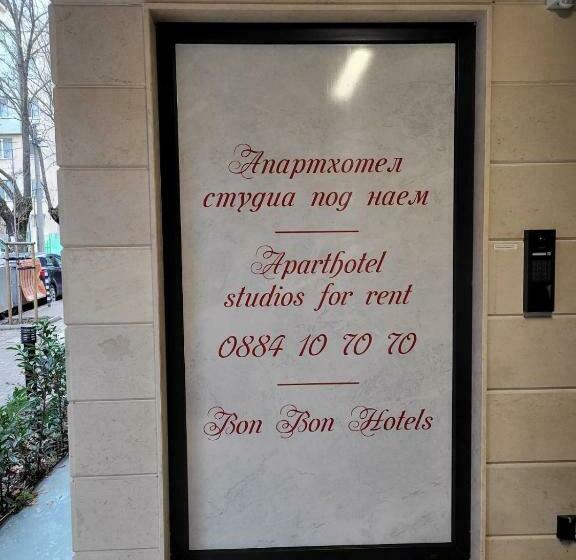 Апартхотел
студиа под наем
Aparthotel
studios for rent
0884 10 70 70
Bon Bon Hotels